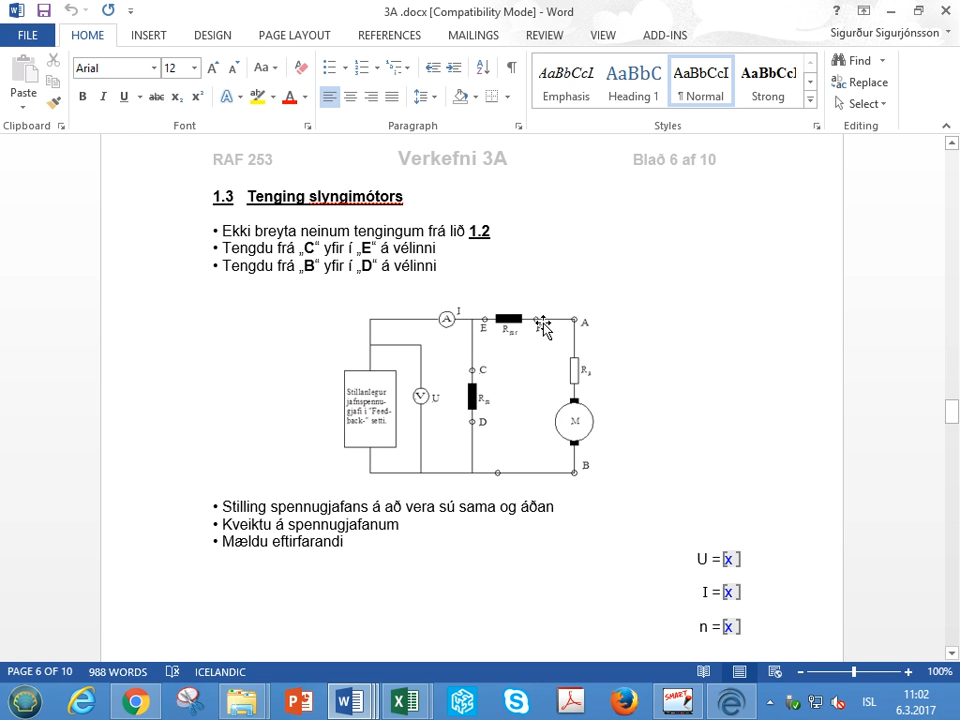 3A .docx [Compatibility Mode] - Word
FILE HOME INSERT DESIGN PAGE LAYOUT REFERENCES MAILINGS REVIEW VIEW ADD-INS Sigurður Sigurjónsson
Paste
Arial 12
AaBbCcI AaBbC AaBbCcI AaBbCcl
Emphasis Heading 1 ¶ Normal Strong
Find
Replace
Select
Clipboard Font Paragraph Styles Editing
RAF 253 Verkefni 3A Blað 6 af 10
1.3 Tenging slyngimótors
• Ekki breyta neinum tengingum frá lið 1.2
• Tengdu frá „C“ yfir í „E“ á vélinni
• Tengdu frá „B“ yfir í „D“ á vélinni
A I
E A
C
V U
D
M
B
Stillanlegur
jafnspennu-
gjafi í "Feed-
back-" setti.
• Stilling spennugjafans á að vera sú sama og áðan
• Kveiktu á spennugjafanum
• Mældu eftirfarandi
U = [x ]
I = [x ]
n = [x ]
PAGE 6 OF 10 988 WORDS ICELANDIC 100%
ISL
11:02
6.3.2017